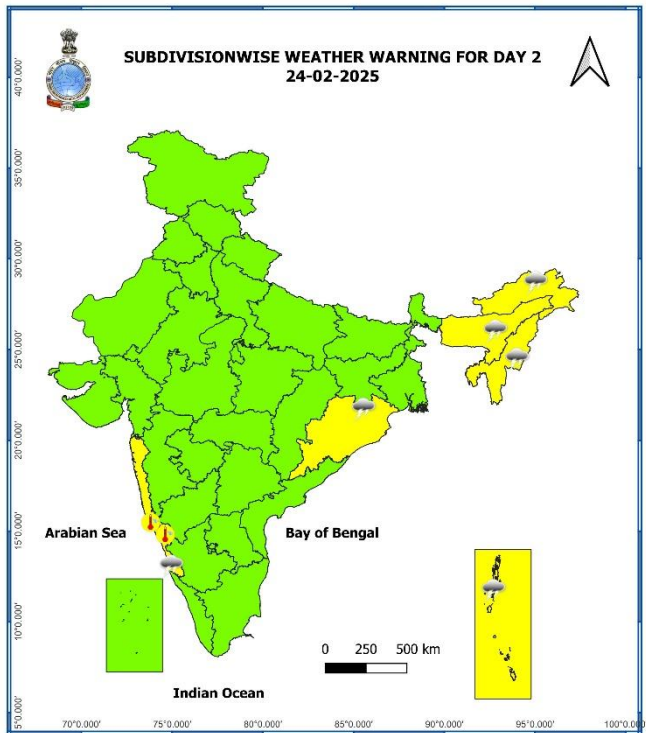 SUBDIVISIONWISE WEATHER WARNING FOR DAY 2
24-02-2025
40°0.000'
35°0.000'
30°0.000'
25°0.000'
20°0.000'
15°0.000'
10°0.000'
5°0.000'
Arabian Sea
Bay of Bengal
0 250 500 km
Indian Ocean
70°0.000' 75°0.000' 80°0.000' 85°0.000' 90°0.000' 95°0.000' 100°0.000'